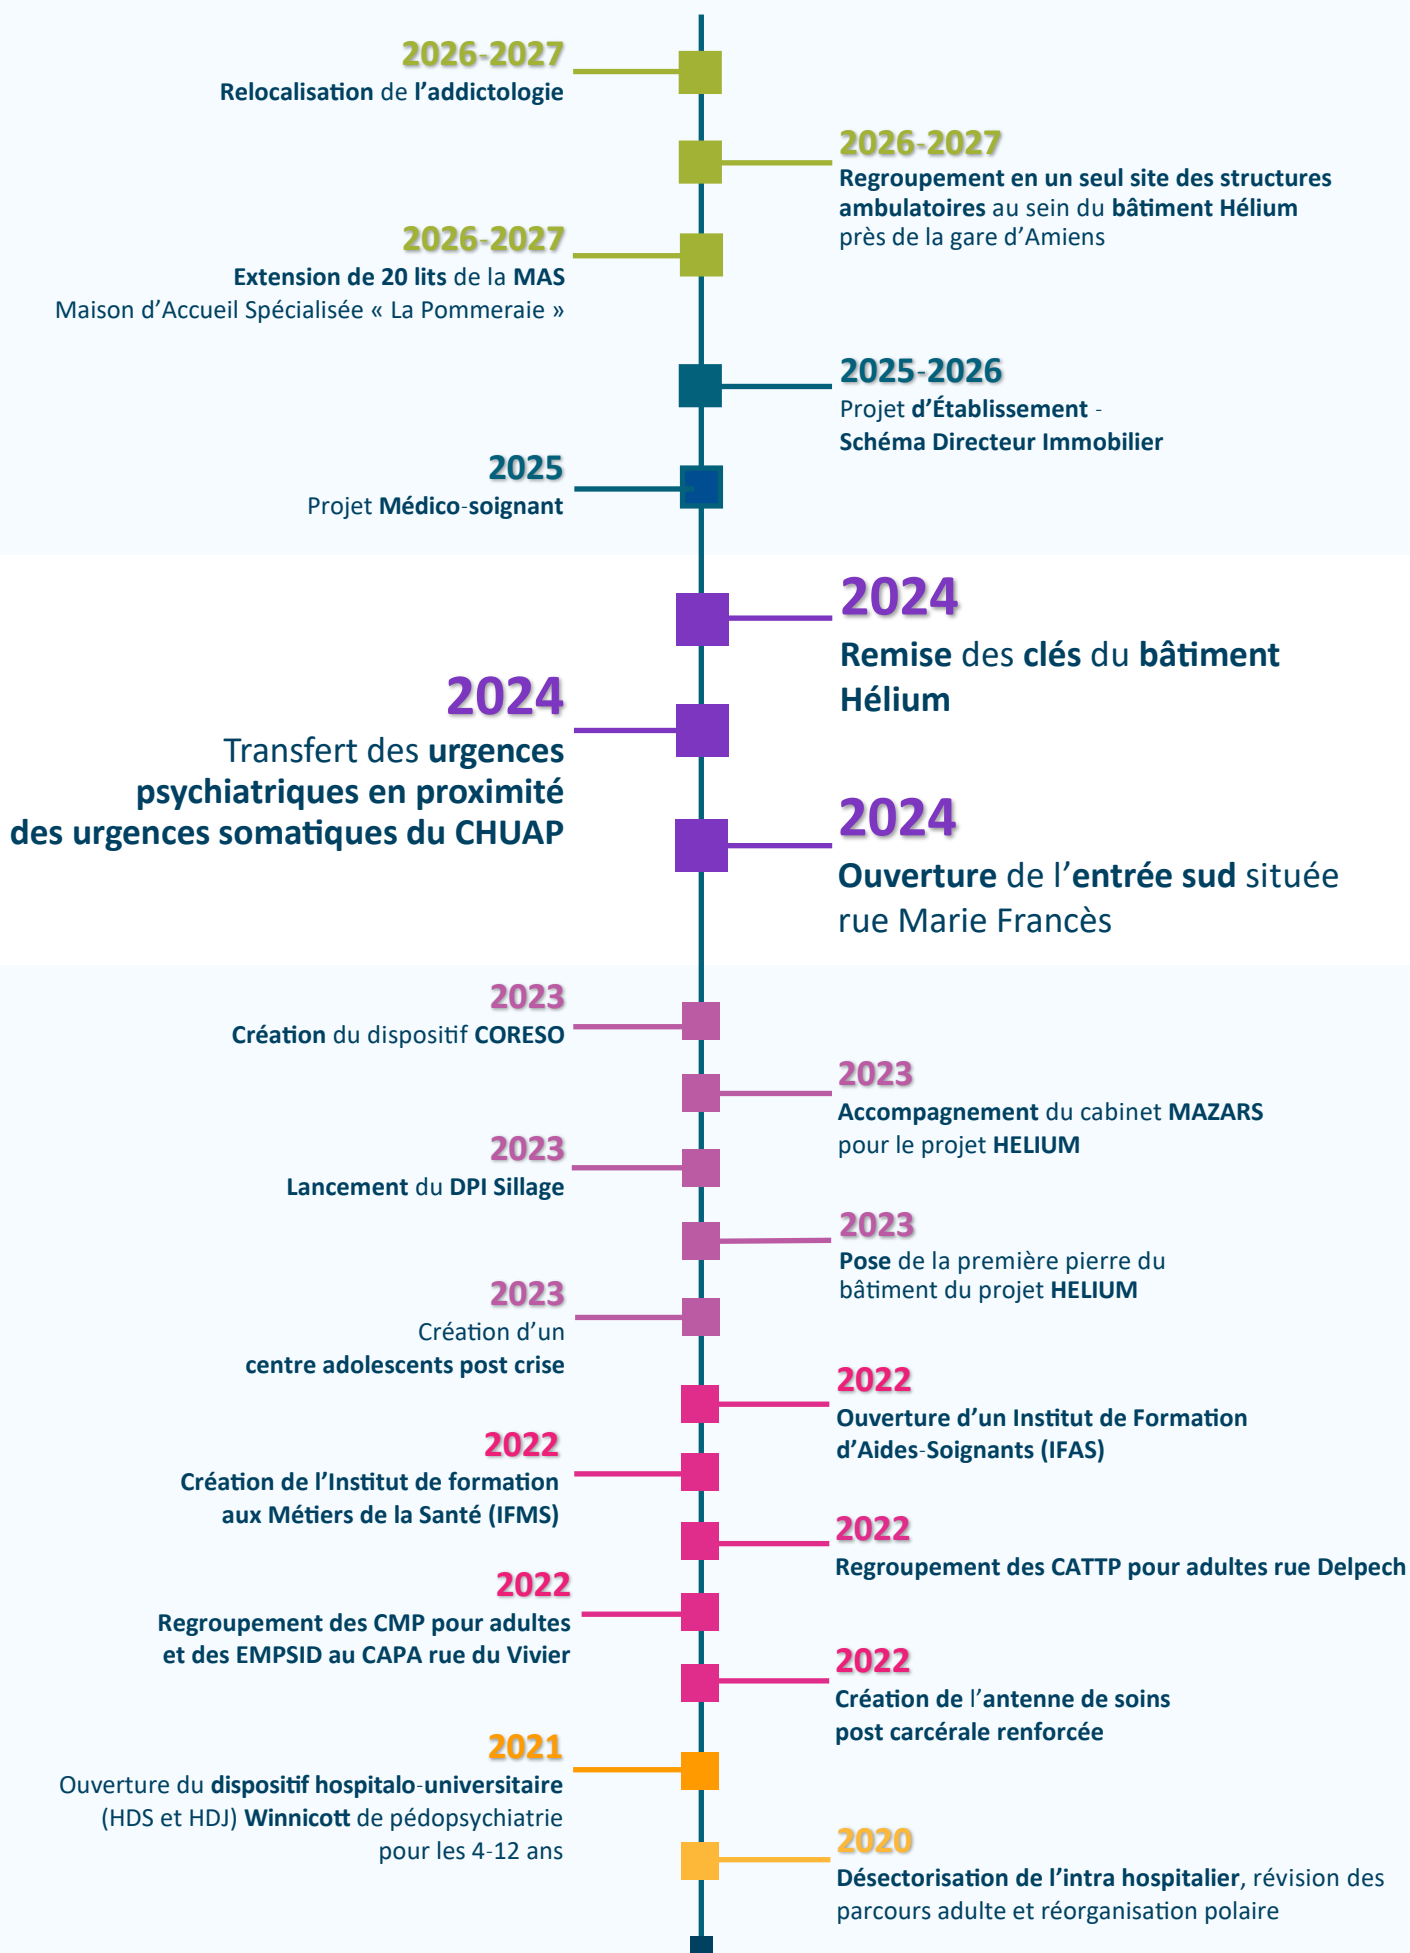 2026-2027
Relocalisation de l’addictologie
2026-2027
Regroupement en un seul site des structures
ambulatoires au sein du bâtiment Hélium
près de la gare d’Amiens
2026-2027
Extension de 20 lits de la MAS
Maison d’Accueil Spécialisée « La Pommeraie »
2025-2026
Projet d’Établissement -
Schéma Directeur Immobilier
2025
Projet Médico-soignant
2024
Remise des clés du bâtiment
Hélium
2024
Transfert des urgences
psychiatriques en proximité
des urgences somatiques du CHUAP
2024
Ouverture de l’entrée sud située
rue Marie Francès
2023
Création du dispositif CORESO
2023
Accompagnement du cabinet MAZARS
pour le projet HELIUM
2023
Lancement du DPI Sillage
2023
Pose de la première pierre du
bâtiment du projet HELIUM
2023
Création d’un
centre adolescents post crise
2022
Ouverture d’un Institut de Formation
d’Aides-Soignants (IFAS)
2022
Création de l’Institut de formation
aux Métiers de la Santé (IFMS)
2022
Regroupement des CATTP pour adultes rue Delpech
2022
Regroupement des CMP pour adultes
et des EMPSID au CAPA rue du Vivier
2022
Création de l’antenne de soins
post carcérale renforcée
2021
Ouverture du dispositif hospitalo-universitaire
(HDS et HDJ) Winnicott de pédopsychiatrie
pour les 4-12 ans
2020
Désectorisation de l’intra hospitalier, révision des
parcours adulte et réorganisation polaire